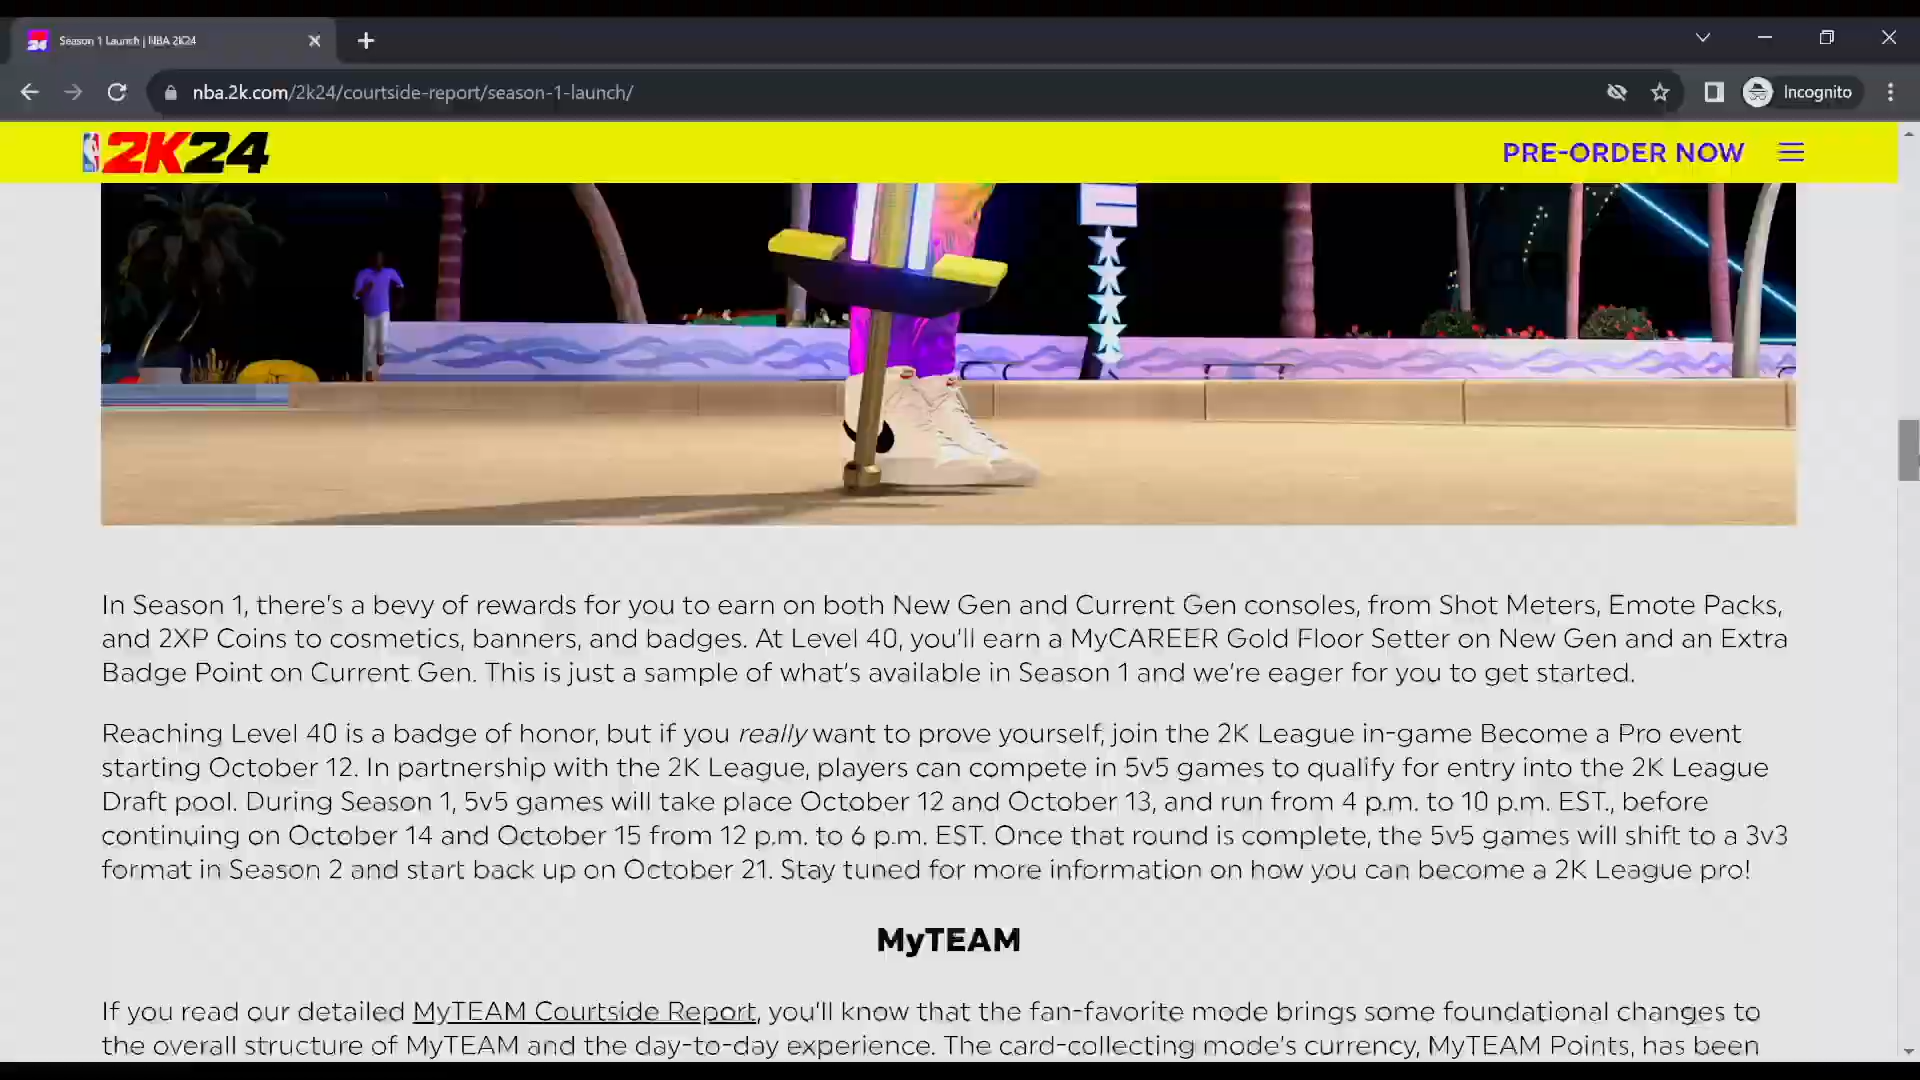 Season 1 Launch | NBA 2K24
nba.2k.com/2k24/courtside-report/season-1-launch/
Incognito
2K24
PRE-ORDER NOW
In Season 1, there's a bevy of rewards for you to earn on both New Gen and Current Gen consoles, from Shot Meters, Emote Packs,
and 2XP Coins to cosmetics, banners, and badges. At Level 40, you'll earn a MyCAREER Gold Floor Setter on New Gen and an Extra
Badge Point on Current Gen. This is just a sample of what's available in Season 1 and we're eager for you to get started.
Reaching Level 40 is a badge of honor, but if you really want to prove yourself, join the 2K League in-game Become a Pro event
starting October 12. In partnership with the 2K League, players can compete in 5v5 games to qualify for entry into the 2K League
Draft pool. During Season 1, 5v5 games will take place October 12 and October 13, and run from 4 p.m. to 10 p.m. EST., before
continuing on October 14 and October 15 from 12 p.m. to 6 p.m. EST. Once that round is complete, the 5v5 games will shift to a 3v3
format in Season 2 and start back up on October 21. Stay tuned for more information on how you can become a 2K League pro!
MyTEAM
If you read our detailed MyTEAM Courtside Report, you'll know that the fan-favorite mode brings some foundational changes to
the overall structure of MyTEAM and the day-to-day experience. The card-collecting mode's currency, MyTEAM Points, has been